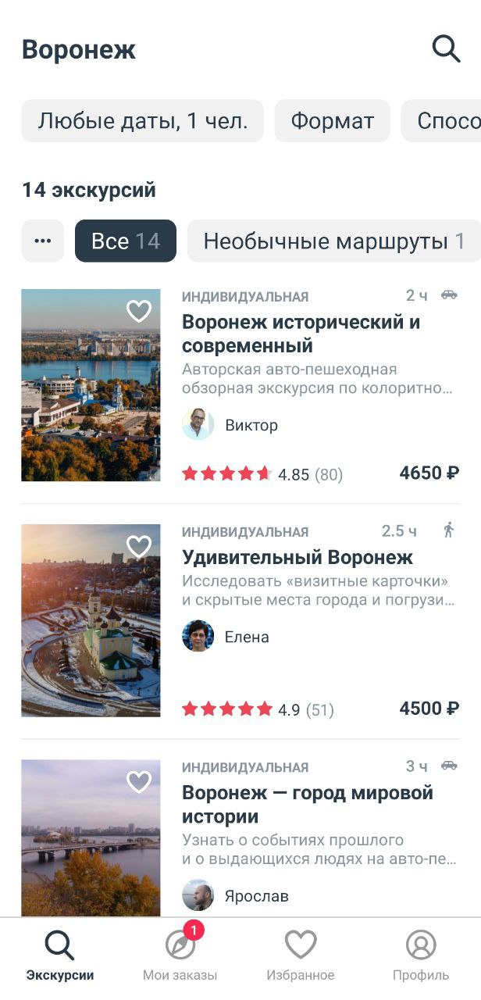 Воронеж
Любые даты, 1 чел.
Формат
Спосо
14 экскурсий
Все 14
Необычные маршруты 1
ИНДИВИДУАЛЬНАЯ
2 ч
Воронеж исторический и
современный
Авторская авто-пешеходная
обзорная экскурсия по колоритно...
Виктор
4.85 (80)
4650 ₽
ИНДИВИДУАЛЬНАЯ
2.5 ч
Удивительный Воронеж
Исследовать «визитные карточки»
и скрытые места города и погрузи...
Елена
4.9 (51)
4500 ₽
ИНДИВИДУАЛЬНАЯ
3 ч
Воронеж — город мировой
истории
Узнать о событиях прошлого
и о выдающихся людях на авто-пе...
Ярослав
1
Экскурсии
Мои заказы
Избранное
Профиль